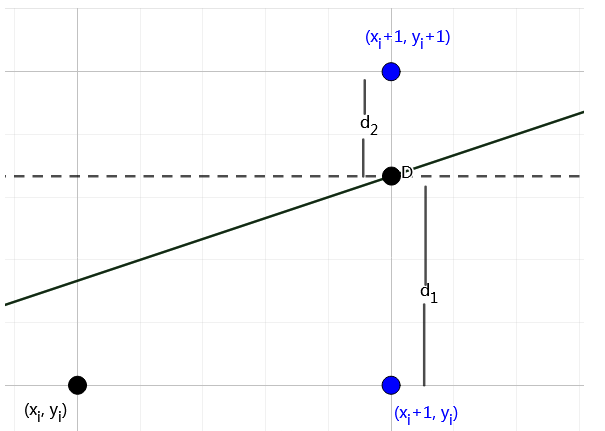 (xᵢ+1, yᵢ+1)
d₂
D
d₁
(xᵢ, yᵢ)
(xᵢ+1, yᵢ)